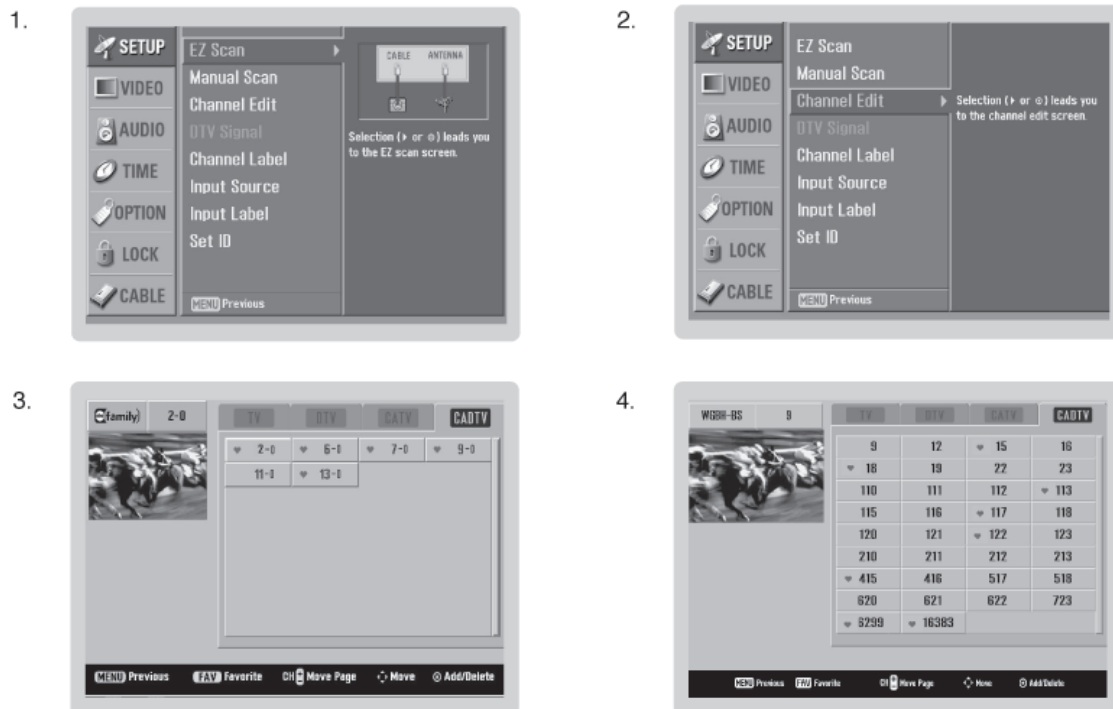 1.
SETUP
VIDEO
AUDIO
TIME
OPTION
LOCK
CABLE
EZ Scan
Manual Scan
Channel Edit
DTV Signal
Channel Label
Input Source
Input Label
Set ID
MENU Previous
CABLE ANTENNA
Selection ( or ) leads you
to the EZ scan screen.
2.
SETUP
VIDEO
AUDIO
TIME
OPTION
LOCK
CABLE
EZ Scan
Manual Scan
Channel Edit
DTV Signal
Channel Label
Input Source
Input Label
Set ID
MENU Previous
Selection ( or ) leads you
to the channel edit screen.
3.
family) 2-0
TV DTV CATV CADTV
2-0 6-0 7-0 9-0
11-0 13-0
MENU Previous FAV Favorite CH Move Page Move Add/Delete
4.
WGBH-BS 9
TV DTV CATV CADTV
9 12 15 16
18 19 22 23
110 111 112 113
115 116 117 118
120 121 122 123
210 211 212 213
415 416 517 518
620 621 622 723
6299 16383
MENU Previous FAV Favorite CH Move Page Move Add/Delete